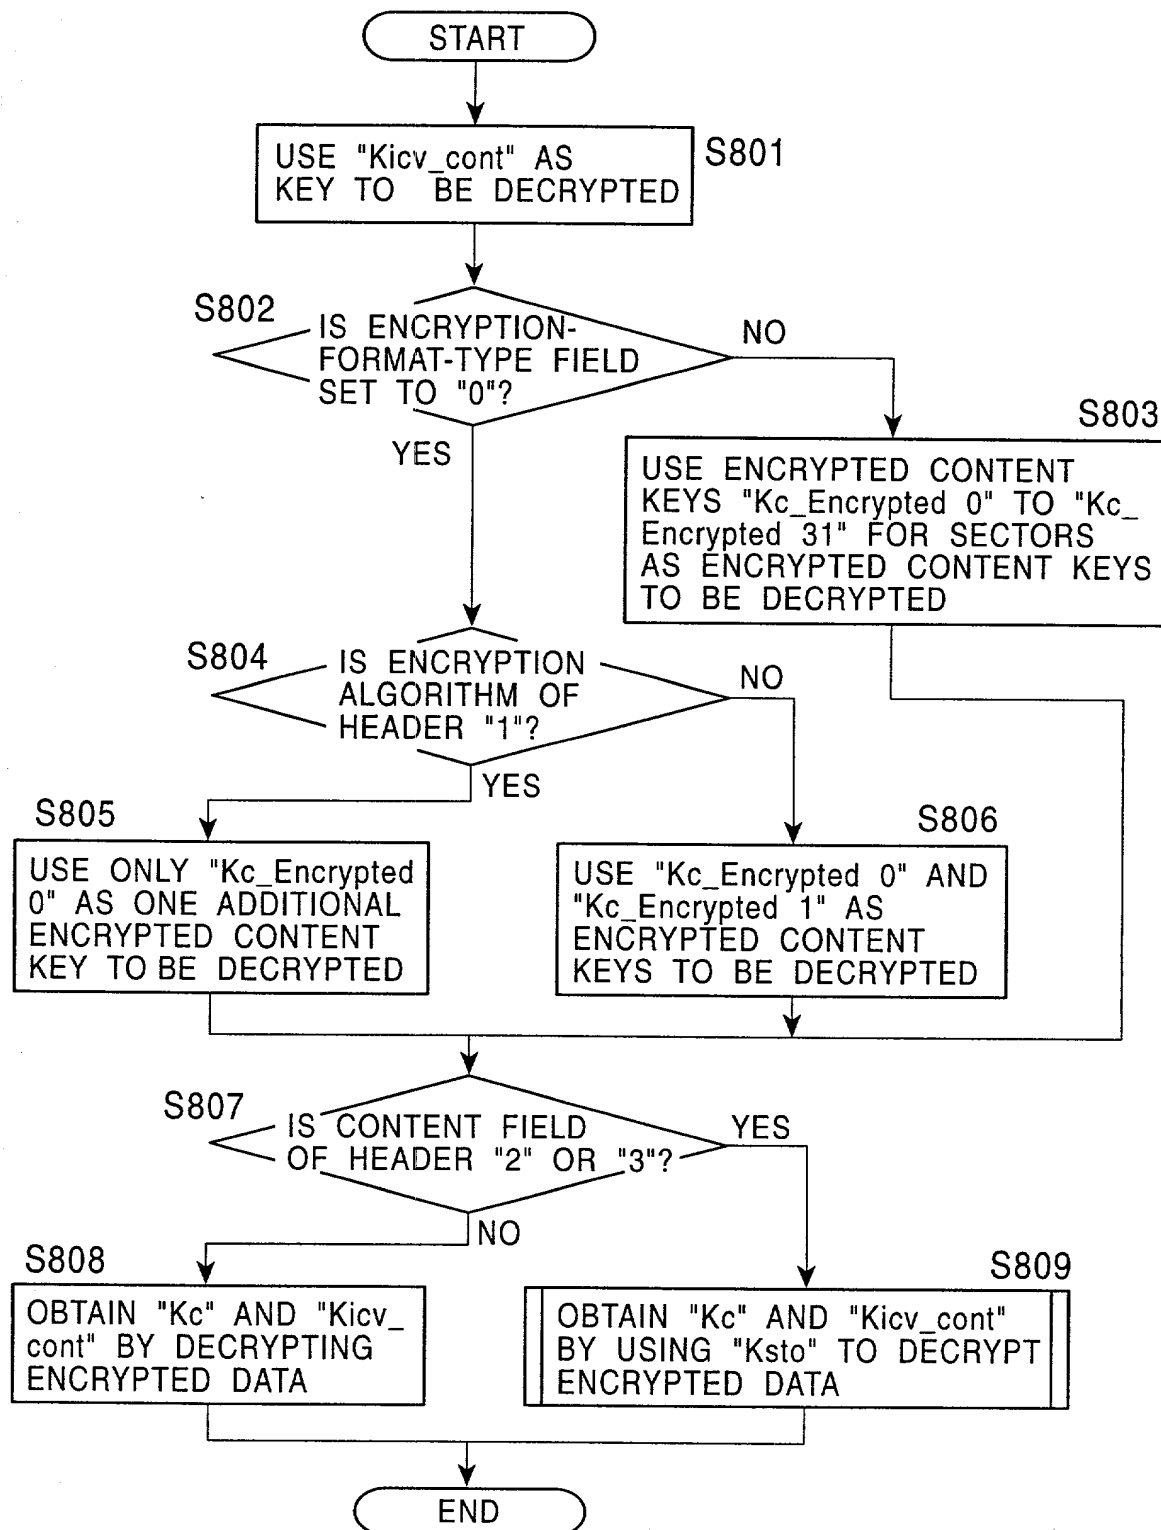 START
S801
USE "Kicv_cont" AS
KEY TO BE DECRYPTED
S802
IS ENCRYPTION-
FORMAT-TYPE FIELD
SET TO "0"?
NO
YES
S803
USE ENCRYPTED CONTENT
KEYS "Kc_Encrypted 0" TO "Kc_
Encrypted 31" FOR SECTORS
AS ENCRYPTED CONTENT KEYS
TO BE DECRYPTED
S804
IS ENCRYPTION
ALGORITHM OF
HEADER "1"?
NO
YES
S805
USE ONLY "Kc_Encrypted
0" AS ONE ADDITIONAL
ENCRYPTED CONTENT
KEY TO BE DECRYPTED
S806
USE "Kc_Encrypted 0" AND
"Kc_Encrypted 1" AS
ENCRYPTED CONTENT
KEYS TO BE DECRYPTED
S807
IS CONTENT FIELD
OF HEADER "2" OR "3"?
YES
NO
S808
OBTAIN "Kc" AND "Kicv_
cont" BY DECRYPTING
ENCRYPTED DATA
S809
OBTAIN "Kc" AND "Kicv_cont"
BY USING "Ksto" TO DECRYPT
ENCRYPTED DATA
END